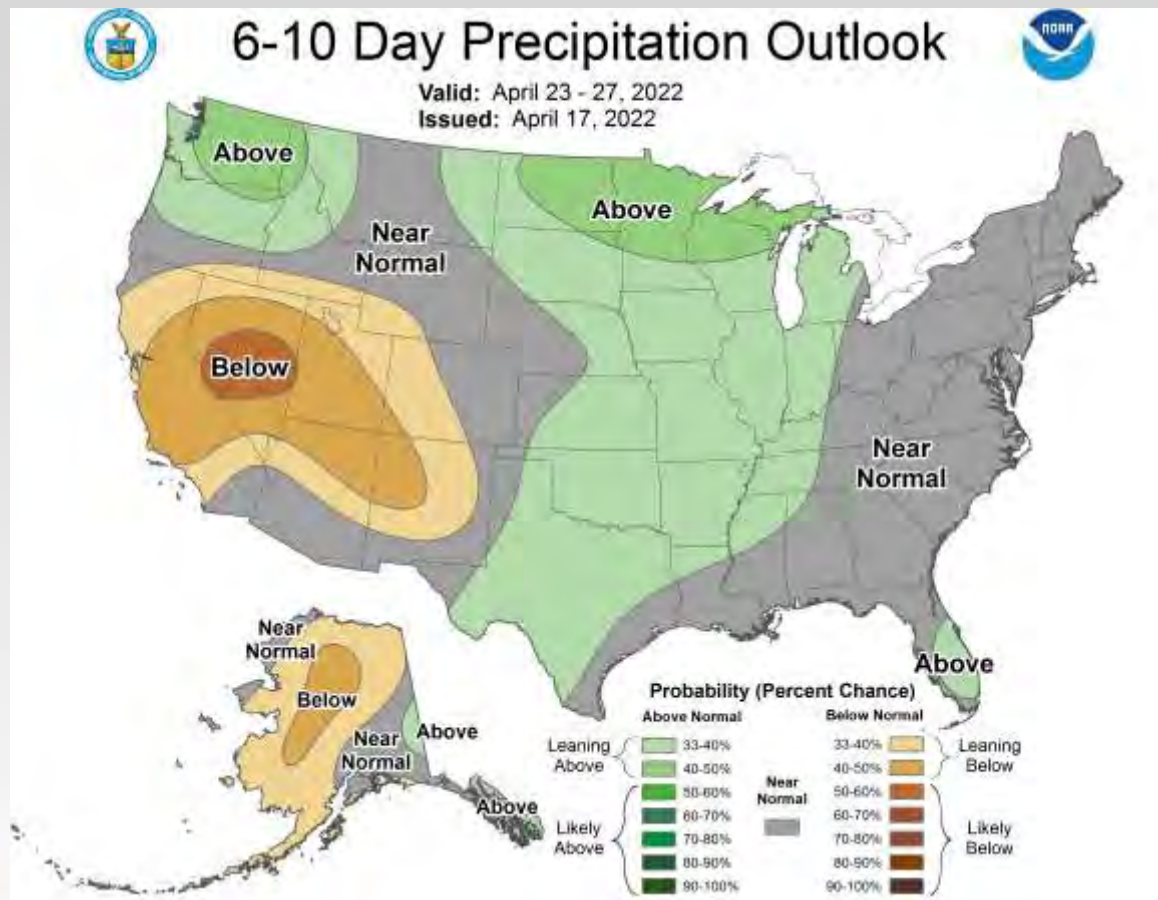 6-10 Day Precipitation Outlook
NOAA
Valid: April 23 - 27, 2022
Issued: April 17, 2022
Above
Above
Near
Normal
Below
Near
Normal
Near
Normal
Below
Near
Normal
Above
Above
Above
Probability (Percent Chance)
Above Normal
Below Normal
Leaning
Above
33-40%
40-50%
50-60%
60-70%
70-80%
80-90%
90-100%
Likely
Above
Near
Normal
33-40%
40-50%
50-60%
60-70%
70-80%
80-90%
90-100%
Leaning
Below
Likely
Below